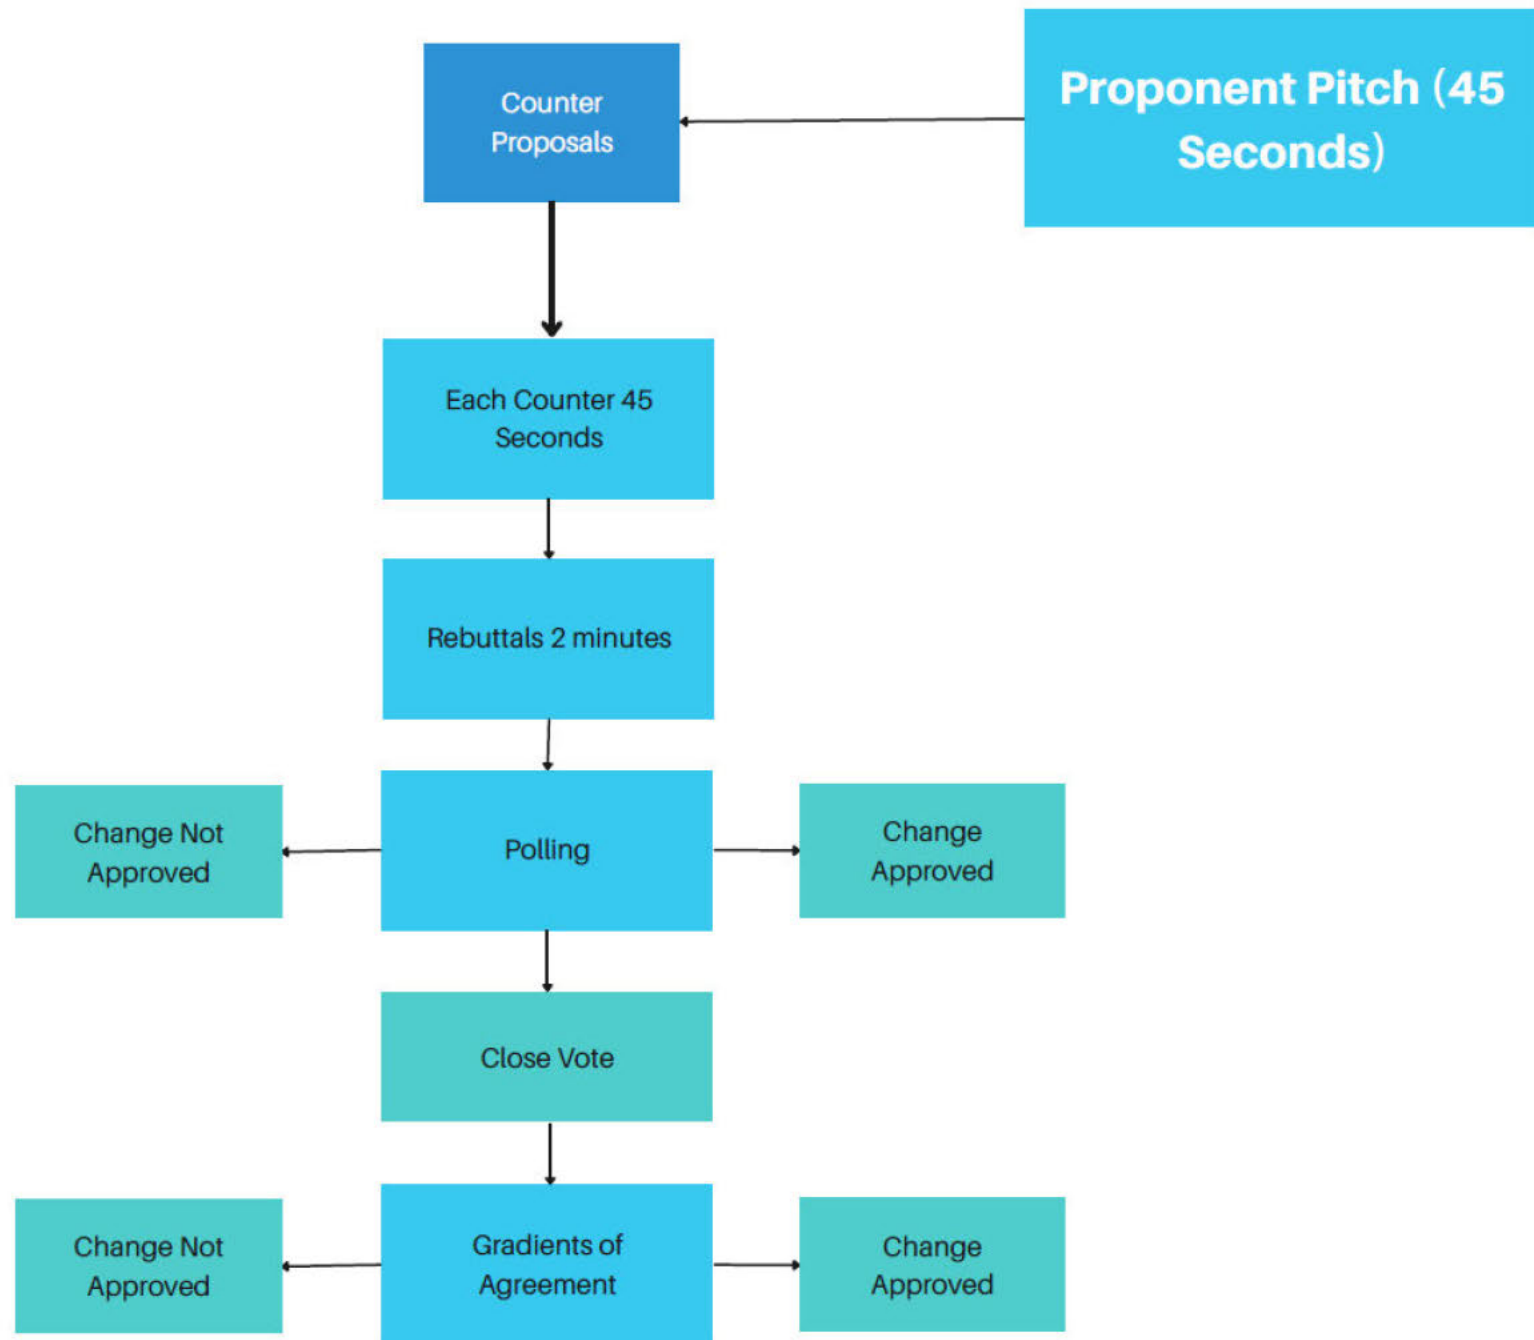 Proponent Pitch (45
Seconds)
Counter
Proposals
Each Counter 45
Seconds
Rebuttals 2 minutes
Change Not
Approved
Polling
Change
Approved
Close Vote
Change Not
Approved
Gradients of
Agreement
Change
Approved